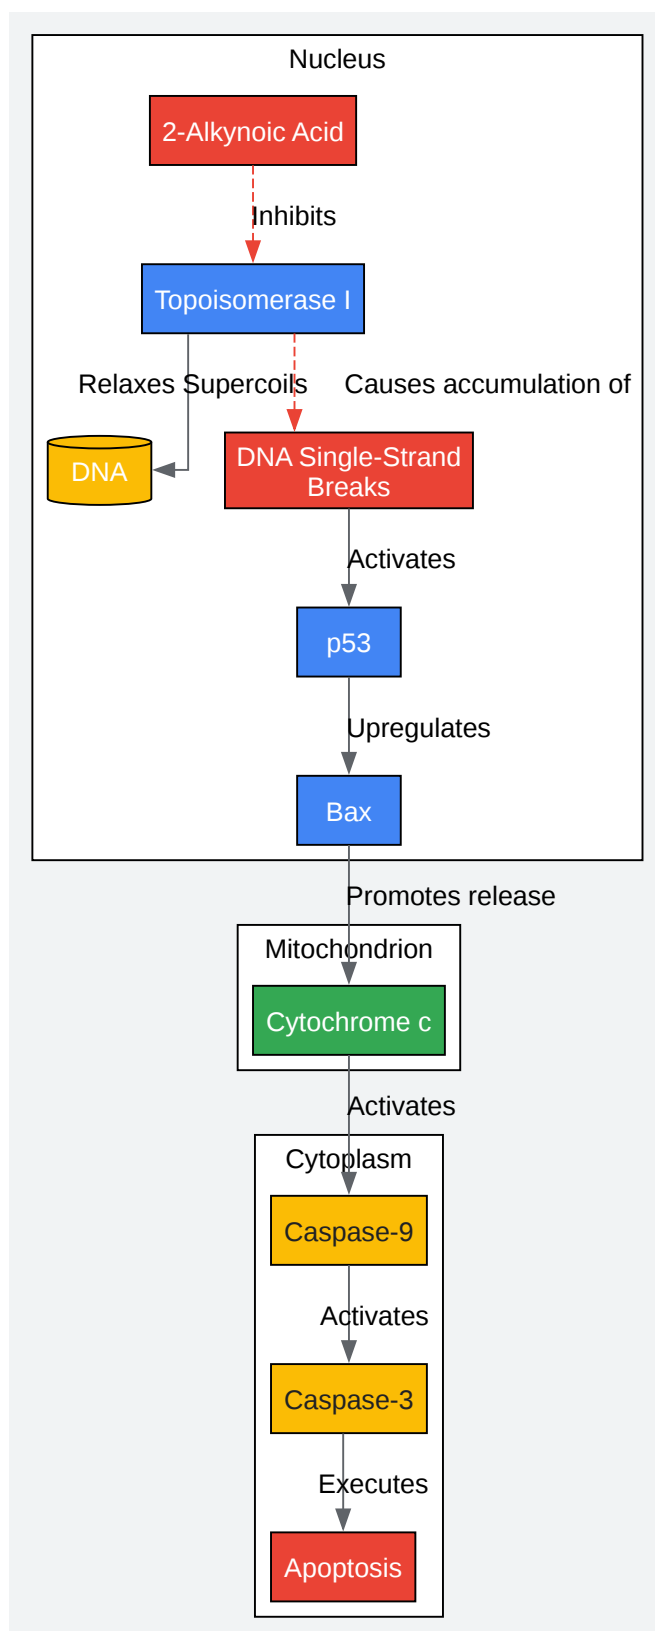 Nucleus
2-Alkynoic Acid
Inhibits
Topoisomerase I
Relaxes Supercoils
Causes accumulation of
DNA
DNA Single-Strand
Breaks
Activates
p53
Upregulates
Bax
Promotes release
Mitochondrion
Cytochrome c
Activates
Cytoplasm
Caspase-9
Activates
Caspase-3
Executes
Apoptosis